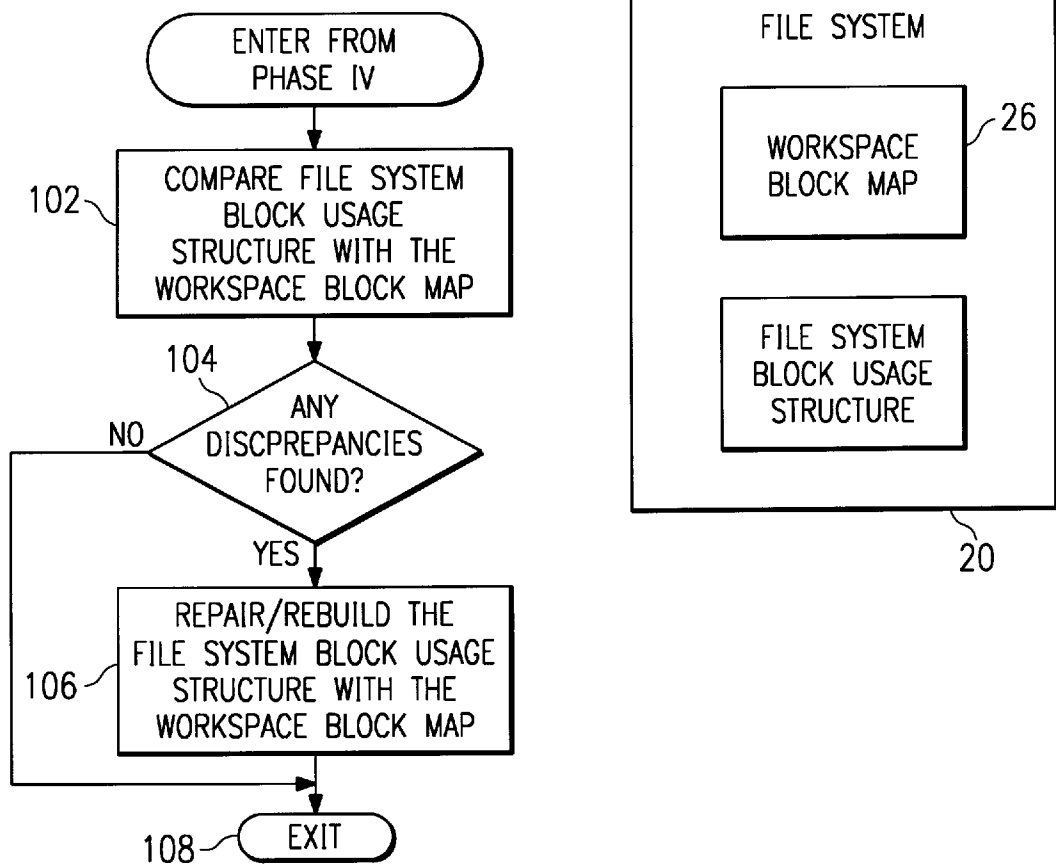 ENTER FROM
PHASE IV
102
COMPARE FILE SYSTEM
BLOCK USAGE
STRUCTURE WITH THE
WORKSPACE BLOCK MAP
104
ANY
DISCPREPANCIES
FOUND?
NO
YES
106
REPAIR/REBUILD THE
FILE SYSTEM BLOCK USAGE
STRUCTURE WITH THE
WORKSPACE BLOCK MAP
108
EXIT
FILE SYSTEM
26
WORKSPACE
BLOCK MAP
FILE SYSTEM
BLOCK USAGE
STRUCTURE
20